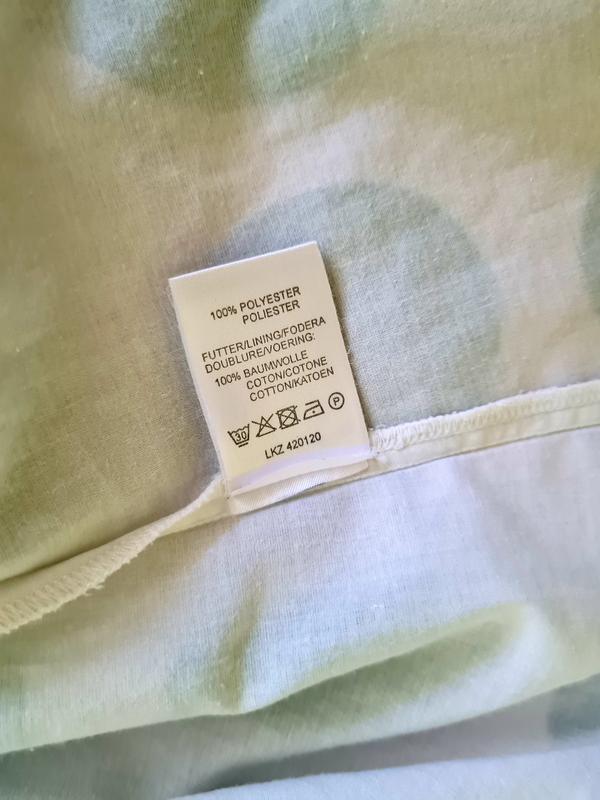 100% POLYESTER
POLIESTER
FUTTER/LINING/FODERA
DOUBLURE/VOERING:
100% BAUMWOLLE
COTON/COTONE
COTTON/KATOEN
30 P
LKZ 420120